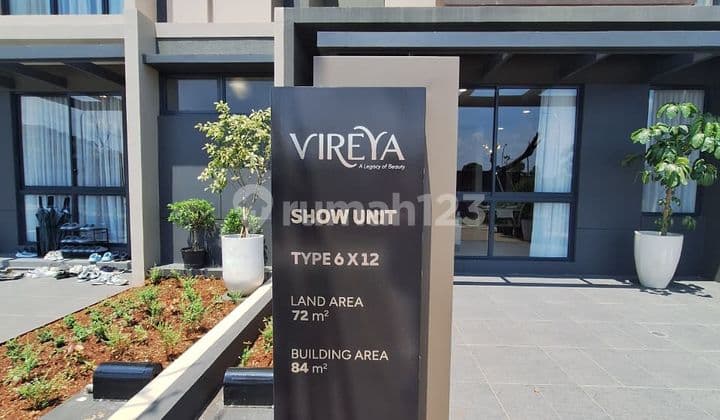 VIREYA
A Legacy of Beauty
rumah123
SHOW UNIT
TYPE 6 X 12
LAND AREA
72 m²
BUILDING AREA
84 m²